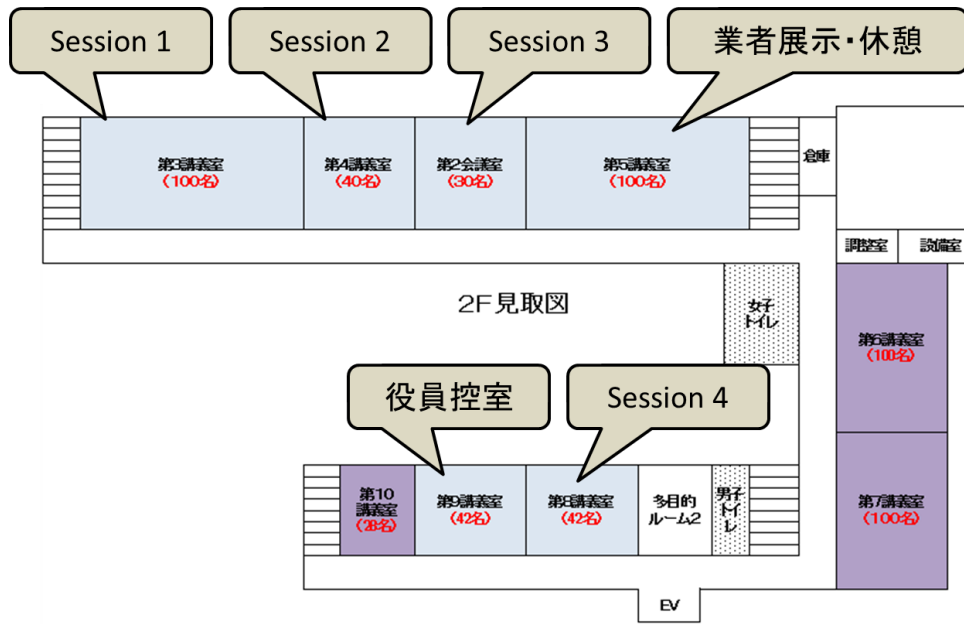 Session 1
Session 2
Session 3
業者展示・休憩
第3講義室
(100名)
第4講義室
(40名)
第2会議室
(30名)
第5講義室
(100名)
倉庫
調整室
設備室
2F見取図
女子
トイレ
第6講義室
(100名)
役員控室
Session 4
第10
講義室
(28名)
第9講義室
(42名)
第8講義室
(42名)
多目的
ルーム2
男子
トイ
レ
第7講義室
(100名)
EV